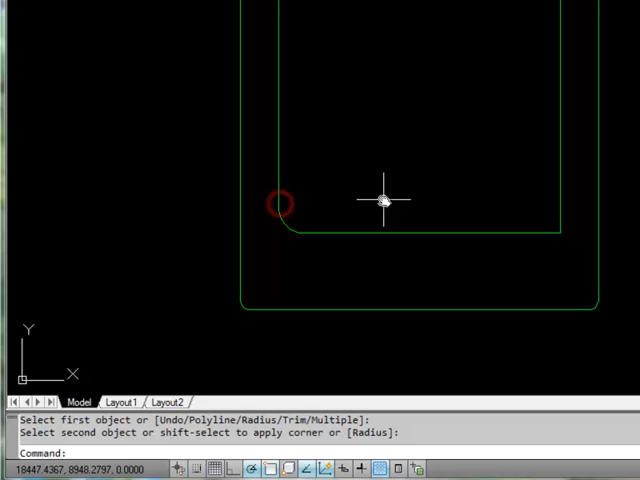 Y
X
Model Layout1 Layout2
Select first object or [Undo/Polyline/Radius/Trim/Multiple]:
Select second object or shift-select to apply corner or [Radius]:
Command:
18447.4367, 8948.2797, 0.0000